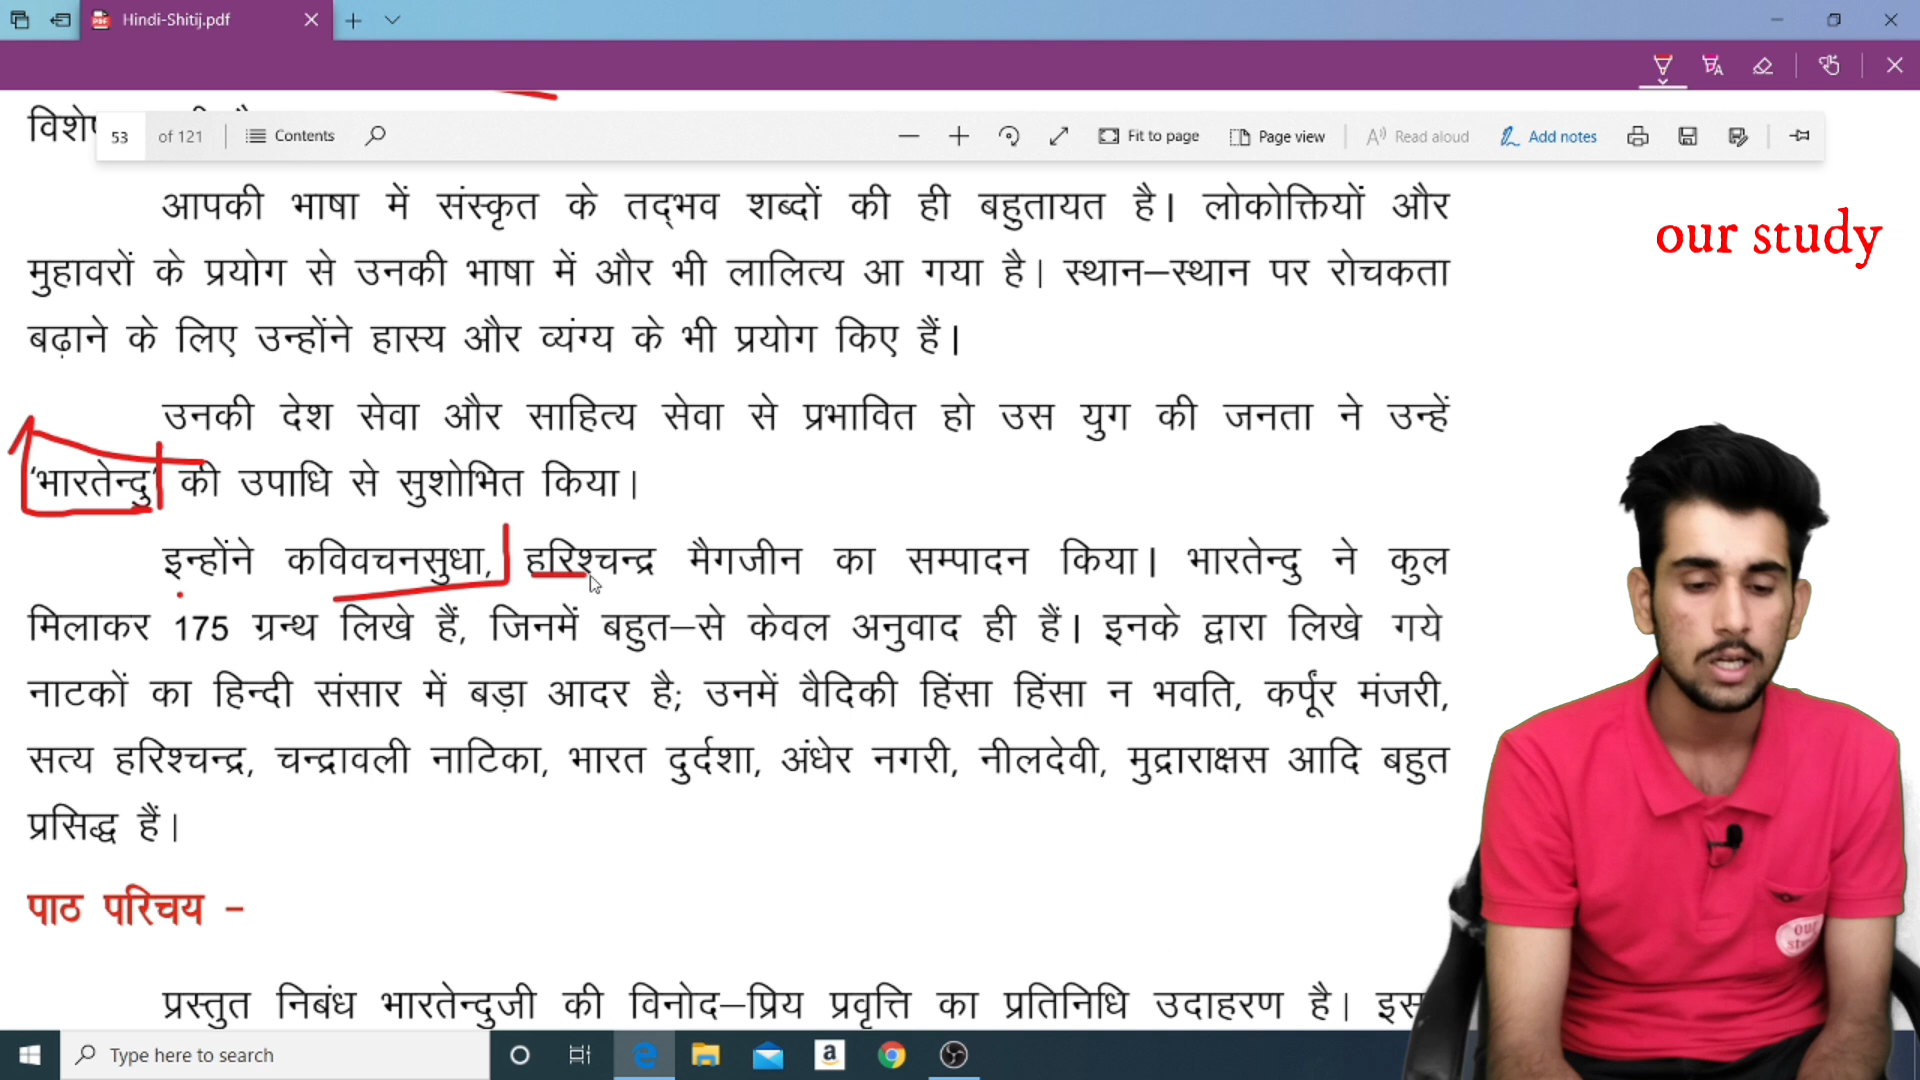 Hindi-Shitij.pdf
विशे
53 of 121 Contents Fit to page Page view Read aloud Add notes
आपकी भाषा में संस्कृत के तद्भव शब्दों की ही बहुतायत है। लोकोक्तियों और
our study
मुहावरों के प्रयोग से उनकी भाषा में और भी लालित्य आ गया है। स्थान–स्थान पर रोचकता
बढ़ाने के लिए उन्होंने हास्य और व्यंग्य के भी प्रयोग किए हैं।
उनकी देश सेवा और साहित्य सेवा से प्रभावित हो उस युग की जनता ने उन्हें
'भारतेन्दु' की उपाधि से सुशोभित किया।
इन्होंने कविवचनसुधा, हरिश्चन्द्र मैगजीन का सम्पादन किया। भारतेन्दु ने कुल
मिलाकर 175 ग्रन्थ लिखे हैं, जिनमें बहुत–से केवल अनुवाद ही हैं। इनके द्वारा लिखे गये
नाटकों का हिन्दी संसार में बड़ा आदर है; उनमें वैदिकी हिंसा हिंसा न भवति, कर्पूर मंजरी,
सत्य हरिश्चन्द्र, चन्द्रावली नाटिका, भारत दुर्दशा, अंधेर नगरी, नीलदेवी, मुद्राराक्षस आदि बहुत
प्रसिद्ध हैं।
पाठ परिचय –
प्रस्तुत निबंध भारतेन्दुजी की विनोद–प्रिय प्रवृत्ति का प्रतिनिधि उदाहरण है। इस
Type here to search